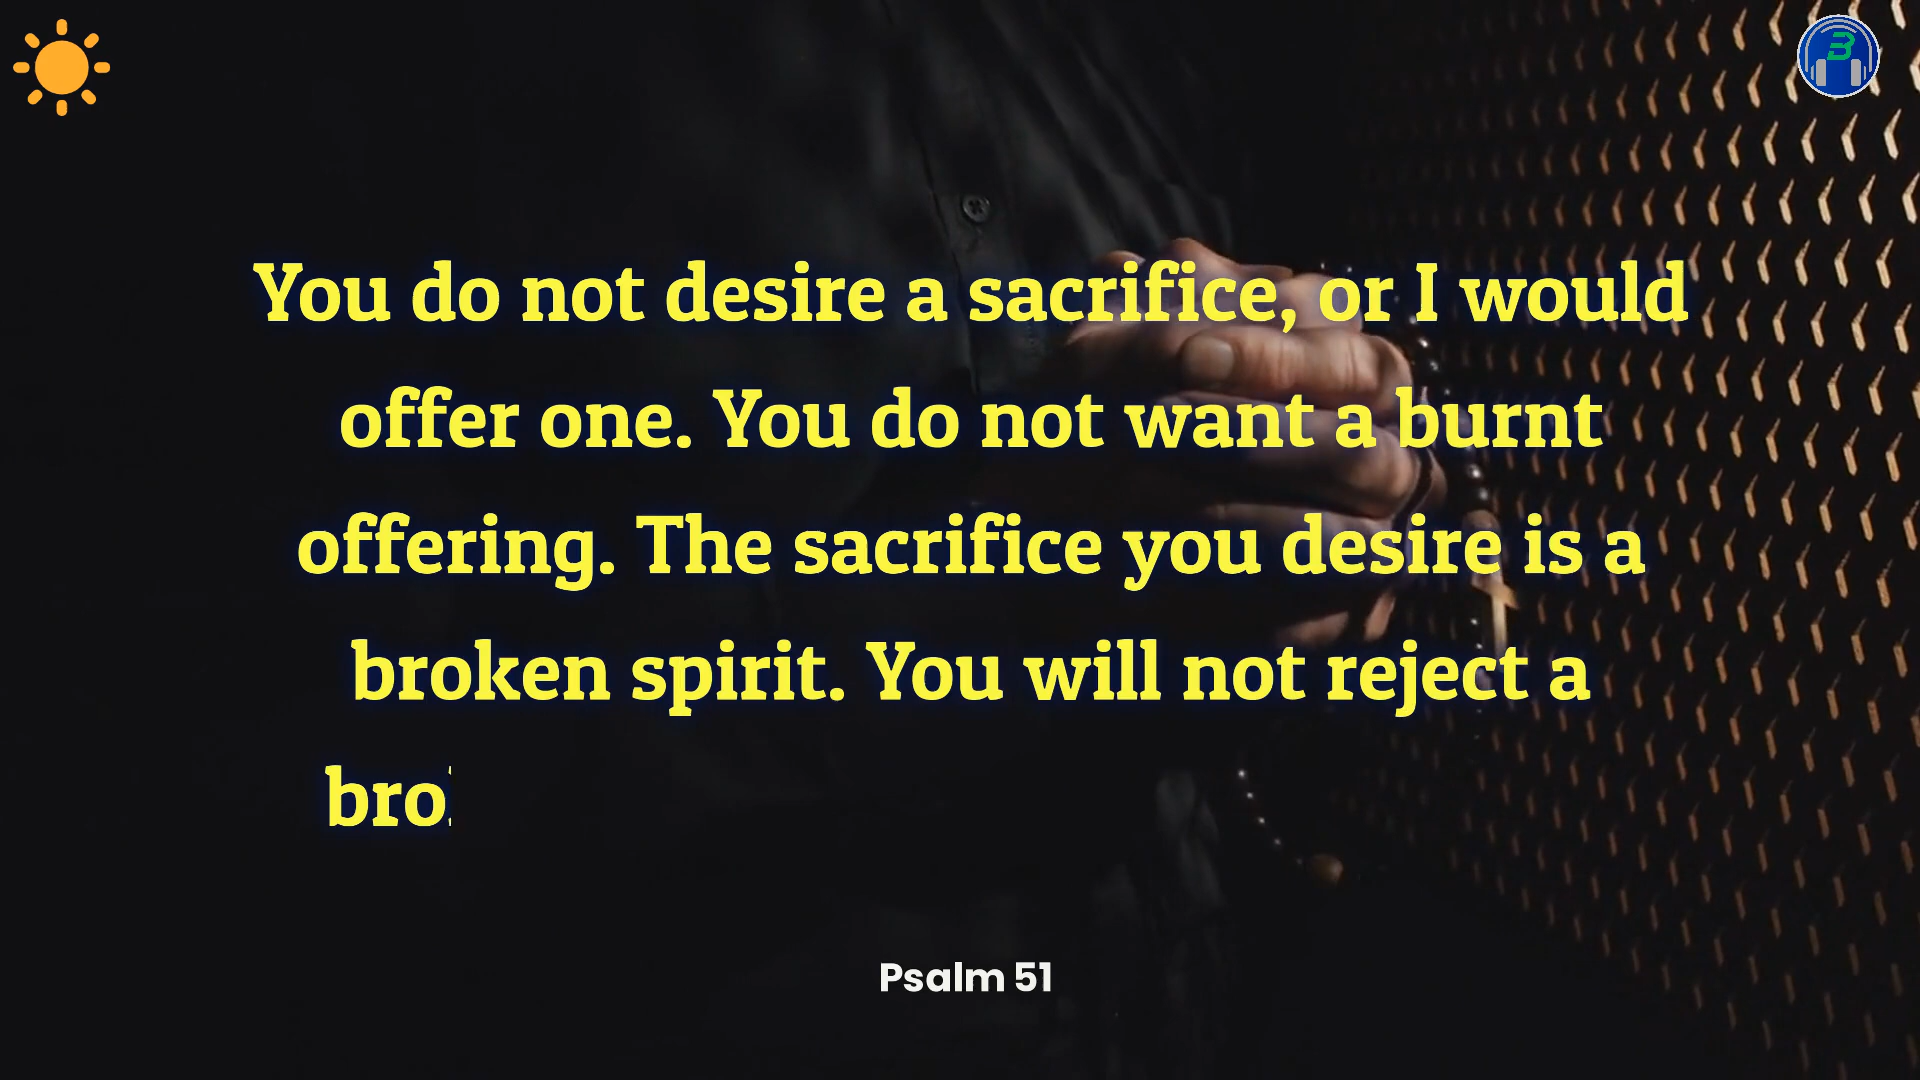 You do not desire a sacrifice, or I would
offer one. You do not want a burnt
offering. The sacrifice you desire is a
broken spirit. You will not reject a
bro
Psalm 51